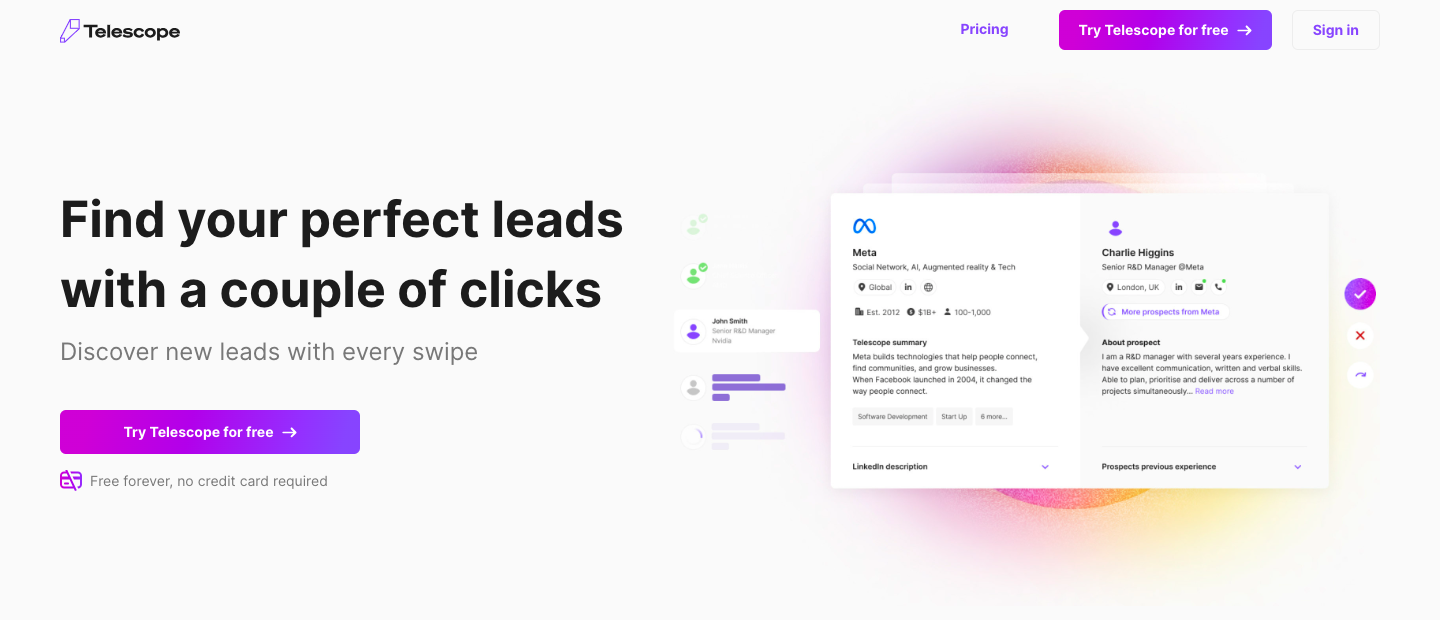 Telescope
Pricing
Try Telescope for free
Sign in
Find your perfect leads
with a couple of clicks
Discover new leads with every swipe
Try Telescope for free
Free forever, no credit card required
John Smith
Senior R&D Manager
Nvidia
Meta
Social Network, AI, Augmented reality & Tech
Global
in
Est. 2012
$1B+
100-1,000
Telescope summary
Meta builds technologies that help people connect,
find communities, and grow businesses.
When Facebook launched in 2004, it changed the
way people connect.
Software Development
Start Up
6 more...
LinkedIn description
Charlie Higgins
Senior R&D Manager @Meta
London, UK
in
More prospects from Meta
About prospect
I am a R&D manager with several years experience. I
have excellent communication, written and verbal skills.
Able to plan, prioritise and deliver across a number of
projects simultaneously... Read more
Prospects previous experience